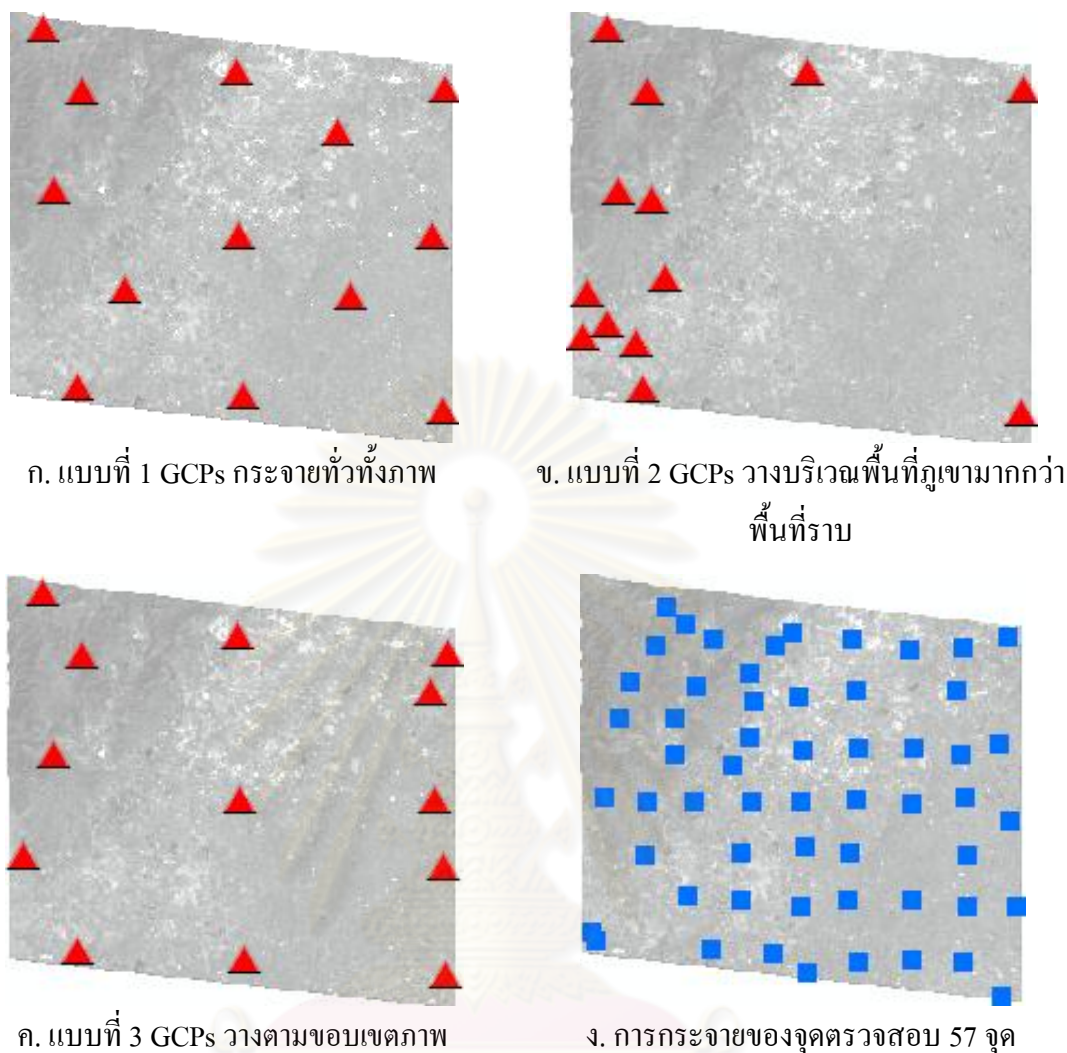 ก. แบบที่ 1 GCPs กระจายทั่วทั้งภาพ
ข. แบบที่ 2 GCPs วางบริเวณพื้นที่ภูเขามากกว่า
พื้นที่ราบ
ค. แบบที่ 3 GCPs วางตามขอบเขตภาพ
ง. การกระจายของจุดตรวจสอบ 57 จุด